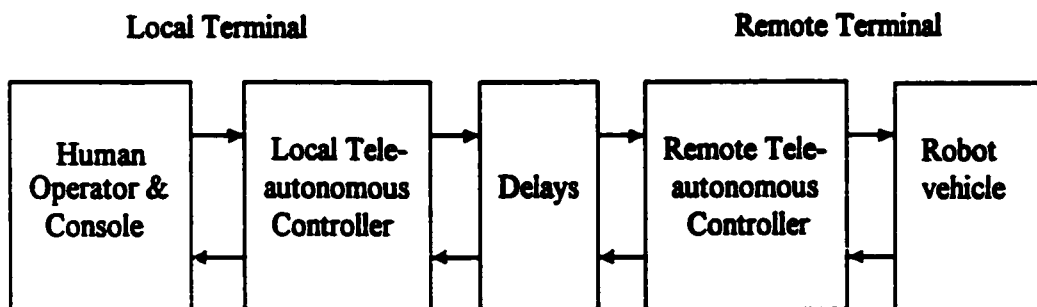 Local Terminal
Remote Terminal
Human
Operator &
Console
Local Tele-
autonomous
Controller
Delays
Remote Tele-
autonomous
Controller
Robot
vehicle